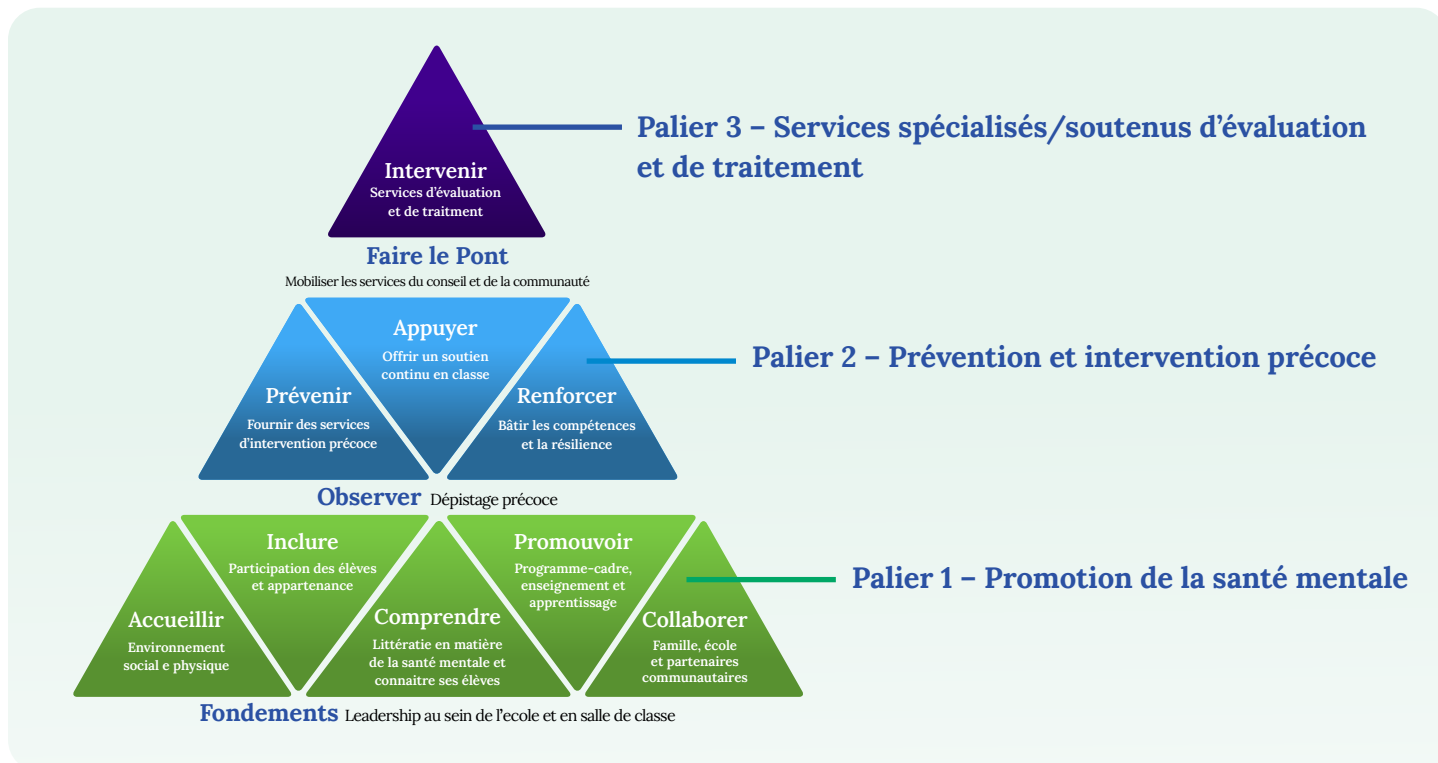 Palier 3 – Services spécialisés/soutenus d’évaluation
et de traitement
Intervenir
Services d’évaluation
et de traitment
Faire le Pont
Mobiliser les services du conseil et de la communauté
Appuyer
Offrir un soutien
continu en classe
Palier 2 – Prévention et intervention précoce
Prévenir
Fournir des services
d’intervention précoce
Renforcer
Bâtir les compétences
et la résilience
Observer Dépistage précoce
Inclure
Participation des élèves
et appartenance
Promouvoir
Programme-cadre,
enseignement et
apprentissage
Palier 1 – Promotion de la santé mentale
Accueillir
Environnement
social e physique
Comprendre
Littératie en matière
de la santé mentale et
connaitre ses élèves
Collaborer
Famille, école
et partenaires
communautaires
Fondements Leadership au sein de l’ecole et en salle de classe